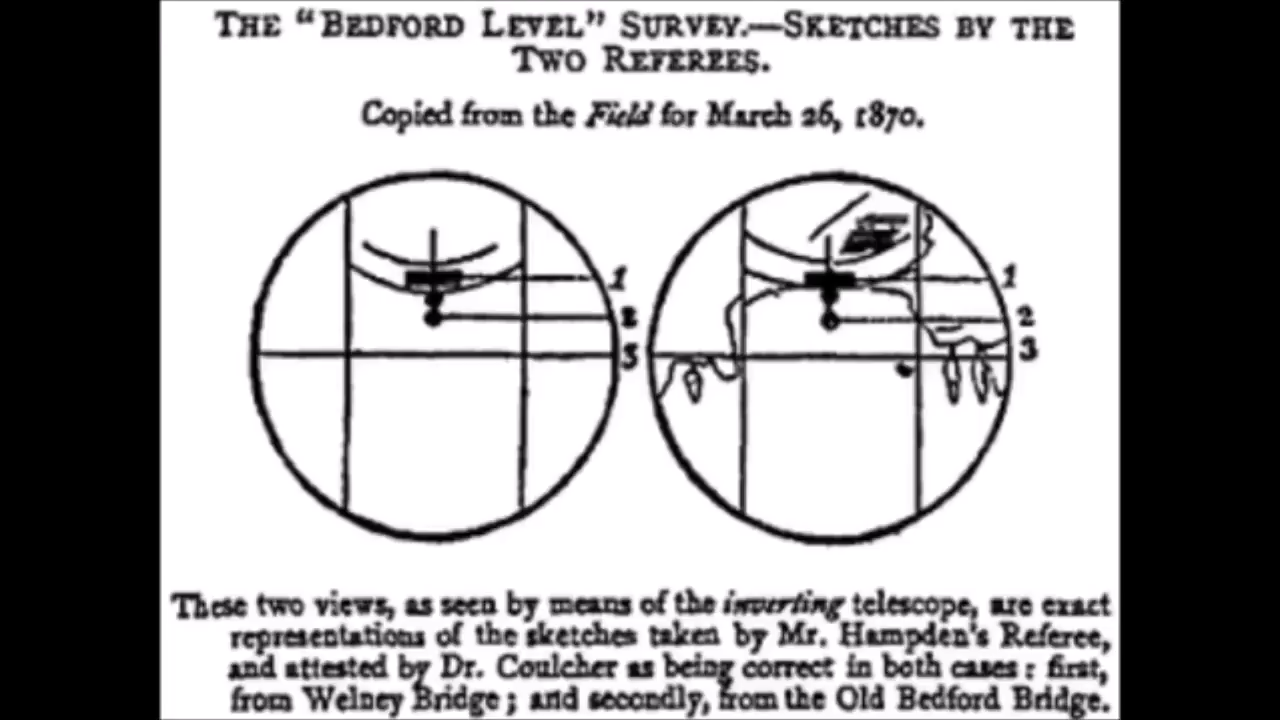 THE "BEDFORD LEVEL" SURVEY.—SKETCHES BY THE
TWO REFEREES.
Copied from the Field for March 26, 1870.
1
2
3
1
2
3
These two views, as seen by means of the inverting telescope, are exact
representations of the sketches taken by Mr. Hampden's Referee,
and attested by Dr. Coulcher as being correct in both cases: first,
from Welney Bridge; and secondly, from the Old Bedford Bridge.